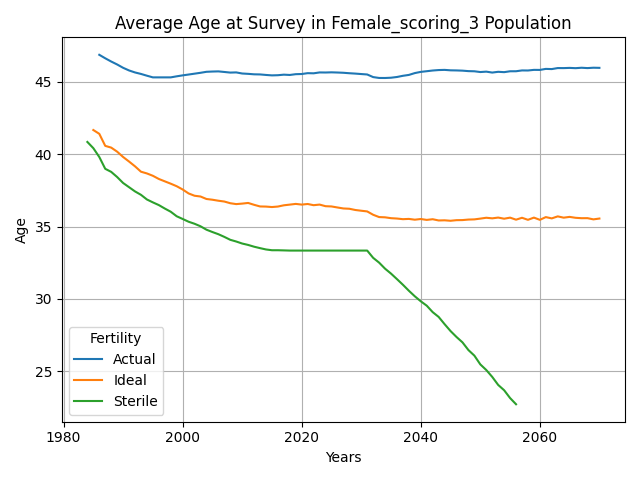 Average Age at Survey in Female_scoring_3 Population
Age
45
40
35
30
25
Fertility
Actual
Ideal
Sterile
1980
2000
2020
2040
2060
Years